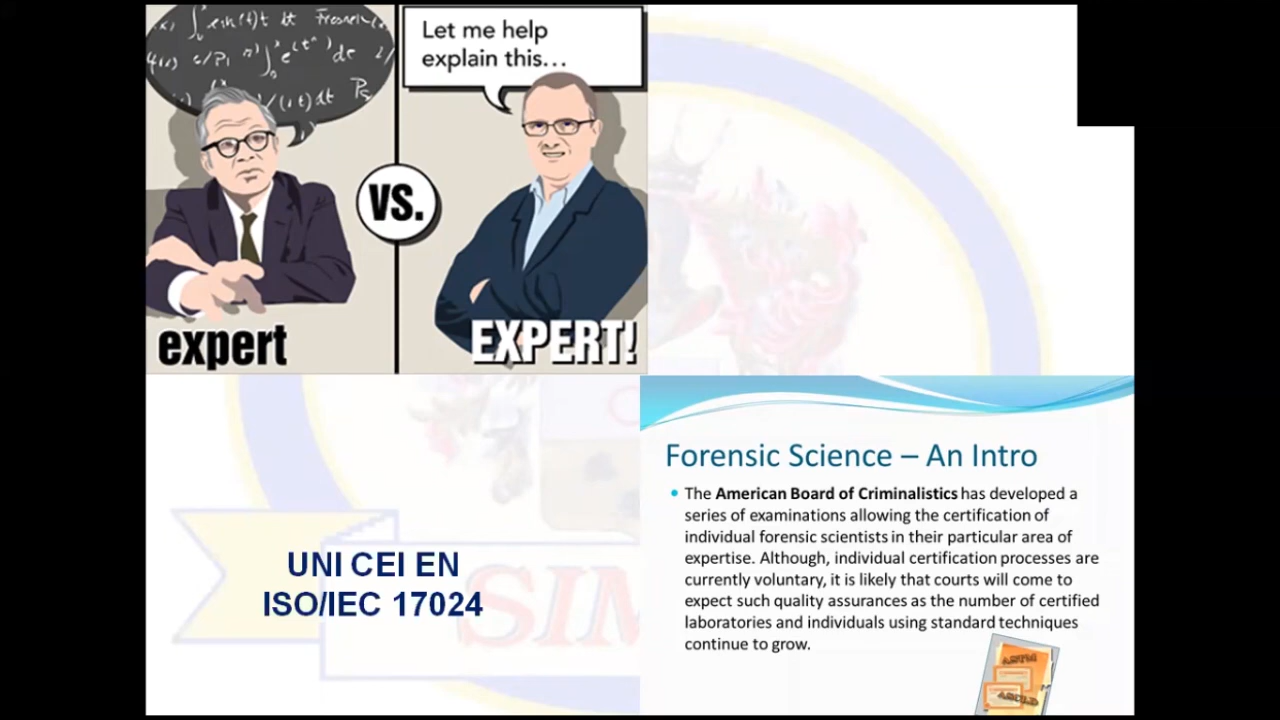 Let me help
explain this...
VS.
expert
EXPERT!
UNI CEI EN
ISO/IEC 17024
SIM
Forensic Science – An Intro
• The American Board of Criminalistics has developed a
series of examinations allowing the certification of
individual forensic scientists in their particular area of
expertise. Although, individual certification processes are
currently voluntary, it is likely that courts will come to
expect such quality assurances as the number of certified
laboratories and individuals using standard techniques
continue to grow.